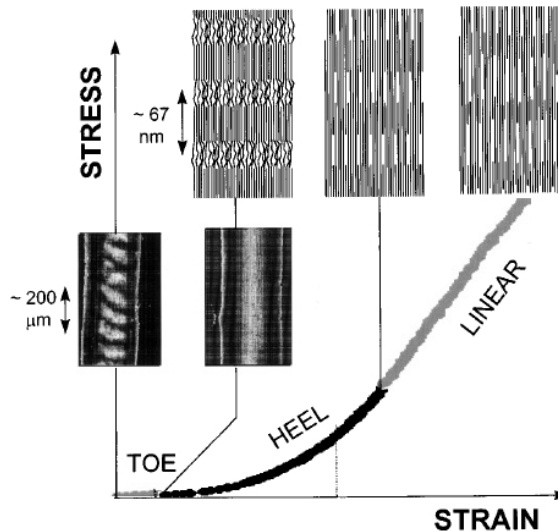 STRESS
~ 67
nm
~ 200
μm
TOE
HEEL
LINEAR
STRAIN